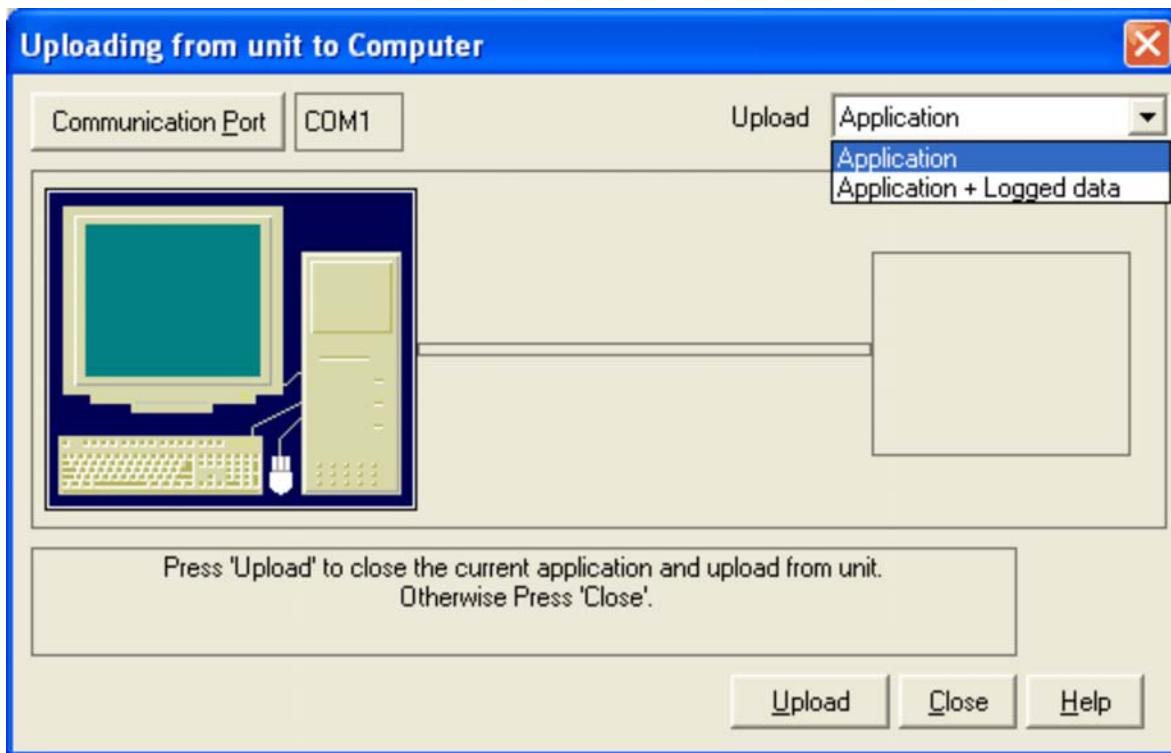 Uploading from unit to Computer
Communication Port
COM1
Upload
Application
Application
Application + Logged data
Press 'Upload' to close the current application and upload from unit.
Otherwise Press 'Close'.
Upload
Close
Help